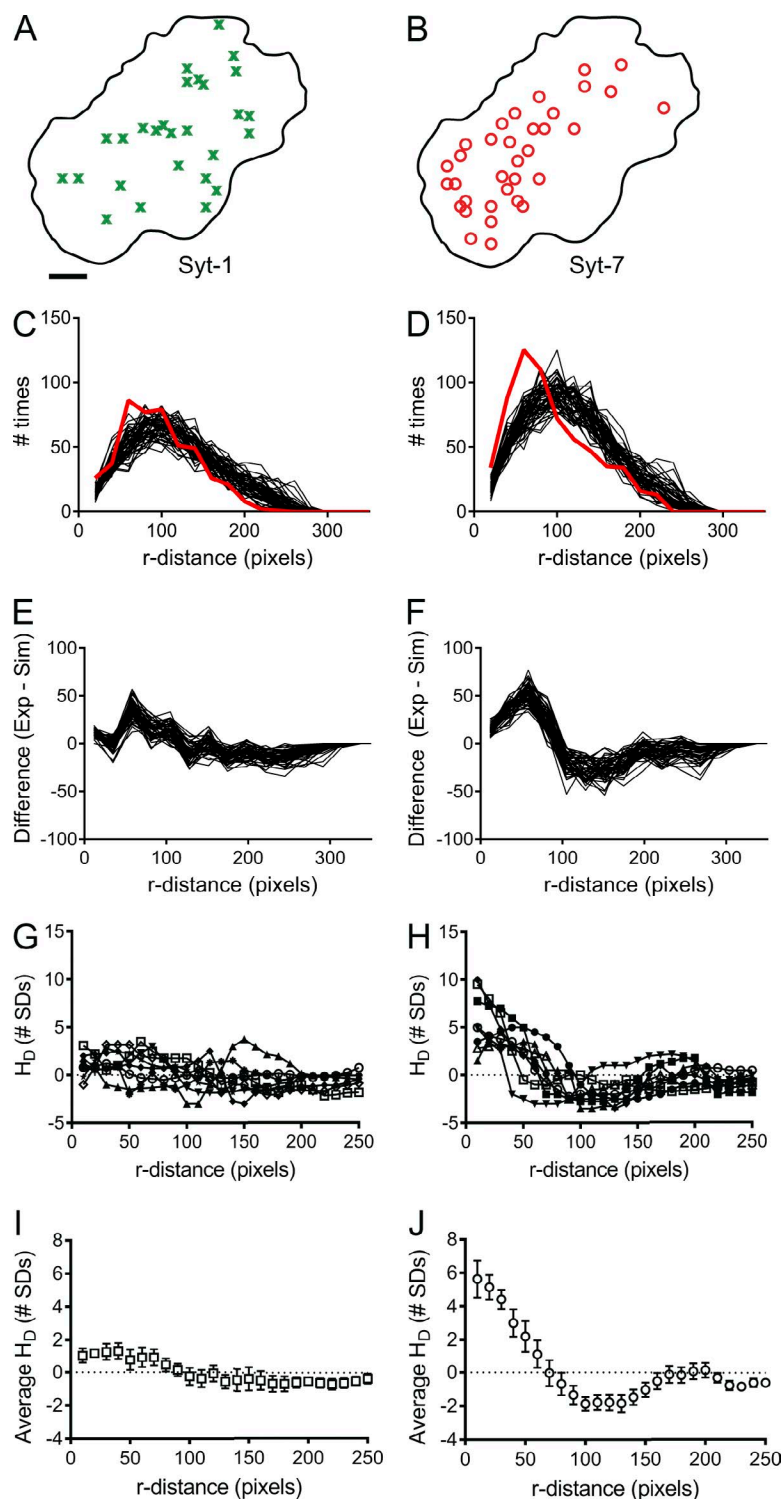 A
B
Syt-1
Syt-7
C
150
100
50
0
# times
0 100 200 300
r-distance (pixels)
D
150
100
50
0
# times
0 100 200 300
r-distance (pixels)
E
100
50
0
-50
-100
Difference (Exp - Sim)
0 100 200 300
r-distance (pixels)
F
100
50
0
-50
-100
Difference (Exp - Sim)
0 100 200 300
r-distance (pixels)
G
15
10
5
0
-5
H_D (# SDs)
0 50 100 150 200 250
r-distance (pixels)
H
15
10
5
0
-5
H_D (# SDs)
0 50 100 150 200 250
r-distance (pixels)
I
8
6
4
2
0
-2
-4
Average H_D (# SDs)
0 50 100 150 200 250
r-distance (pixels)
J
8
6
4
2
0
-2
-4
Average H_D (# SDs)
0 50 100 150 200 250
r-distance (pixels)